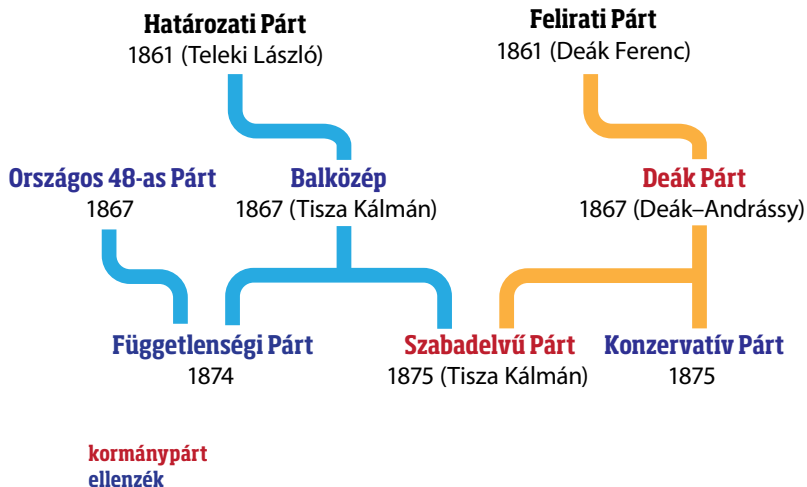 Határozati Párt
1861 (Teleki László)
Felirati Párt
1861 (Deák Ferenc)
Országos 48-as Párt
1867
Balközép
1867 (Tisza Kálmán)
Deák Párt
1867 (Deák–Andrássy)
Függetlenségi Párt
1874
Szabadelvű Párt
1875 (Tisza Kálmán)
Konzervatív Párt
1875
kormánypárt
ellenzék